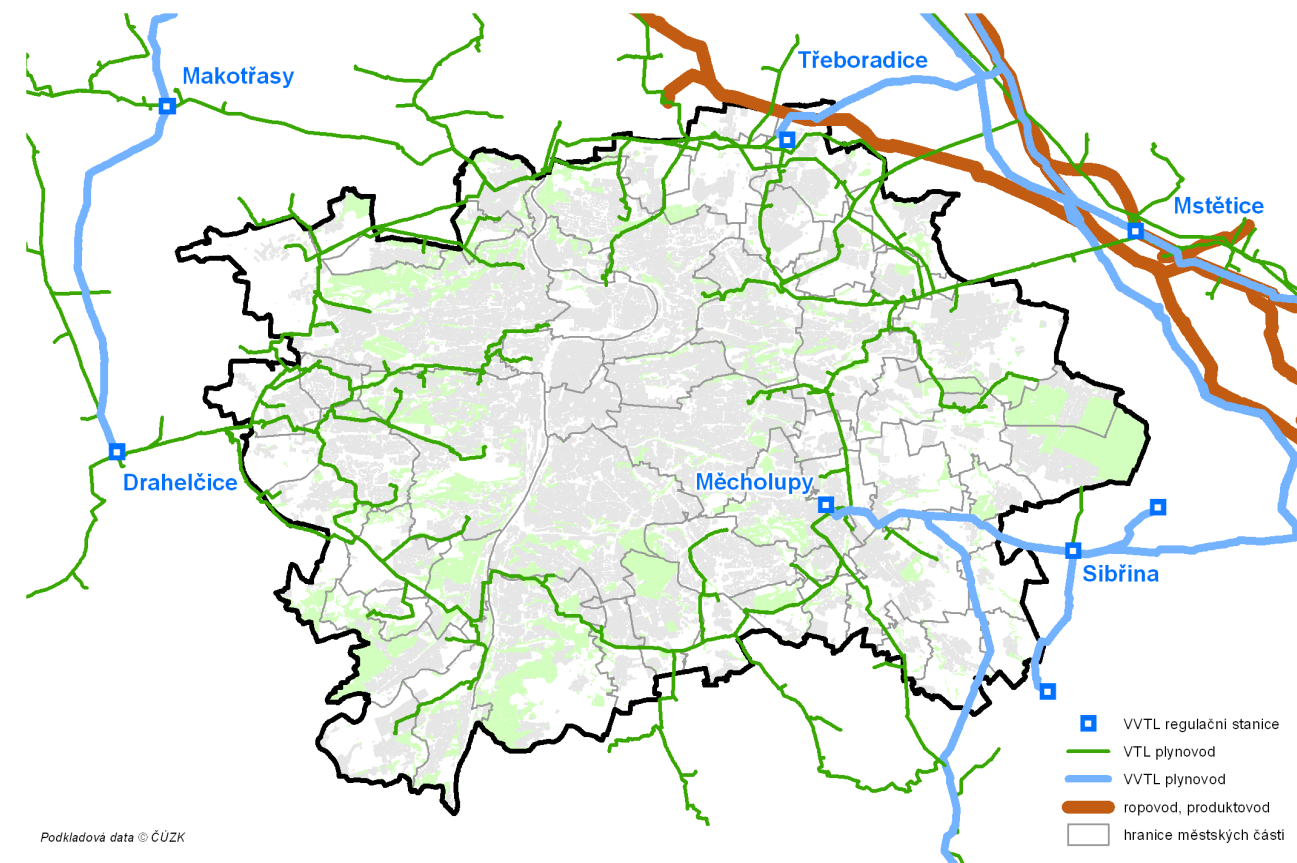 Třeboradice
Makotřasy
Mstětice
Drahelčice
Měcholupy
Sibřina
VVTL regulační stanice
VTL plynovod
VVTL plynovod
ropovod, produktovod
hranice městských částí
Podkladová data © ČÚZK